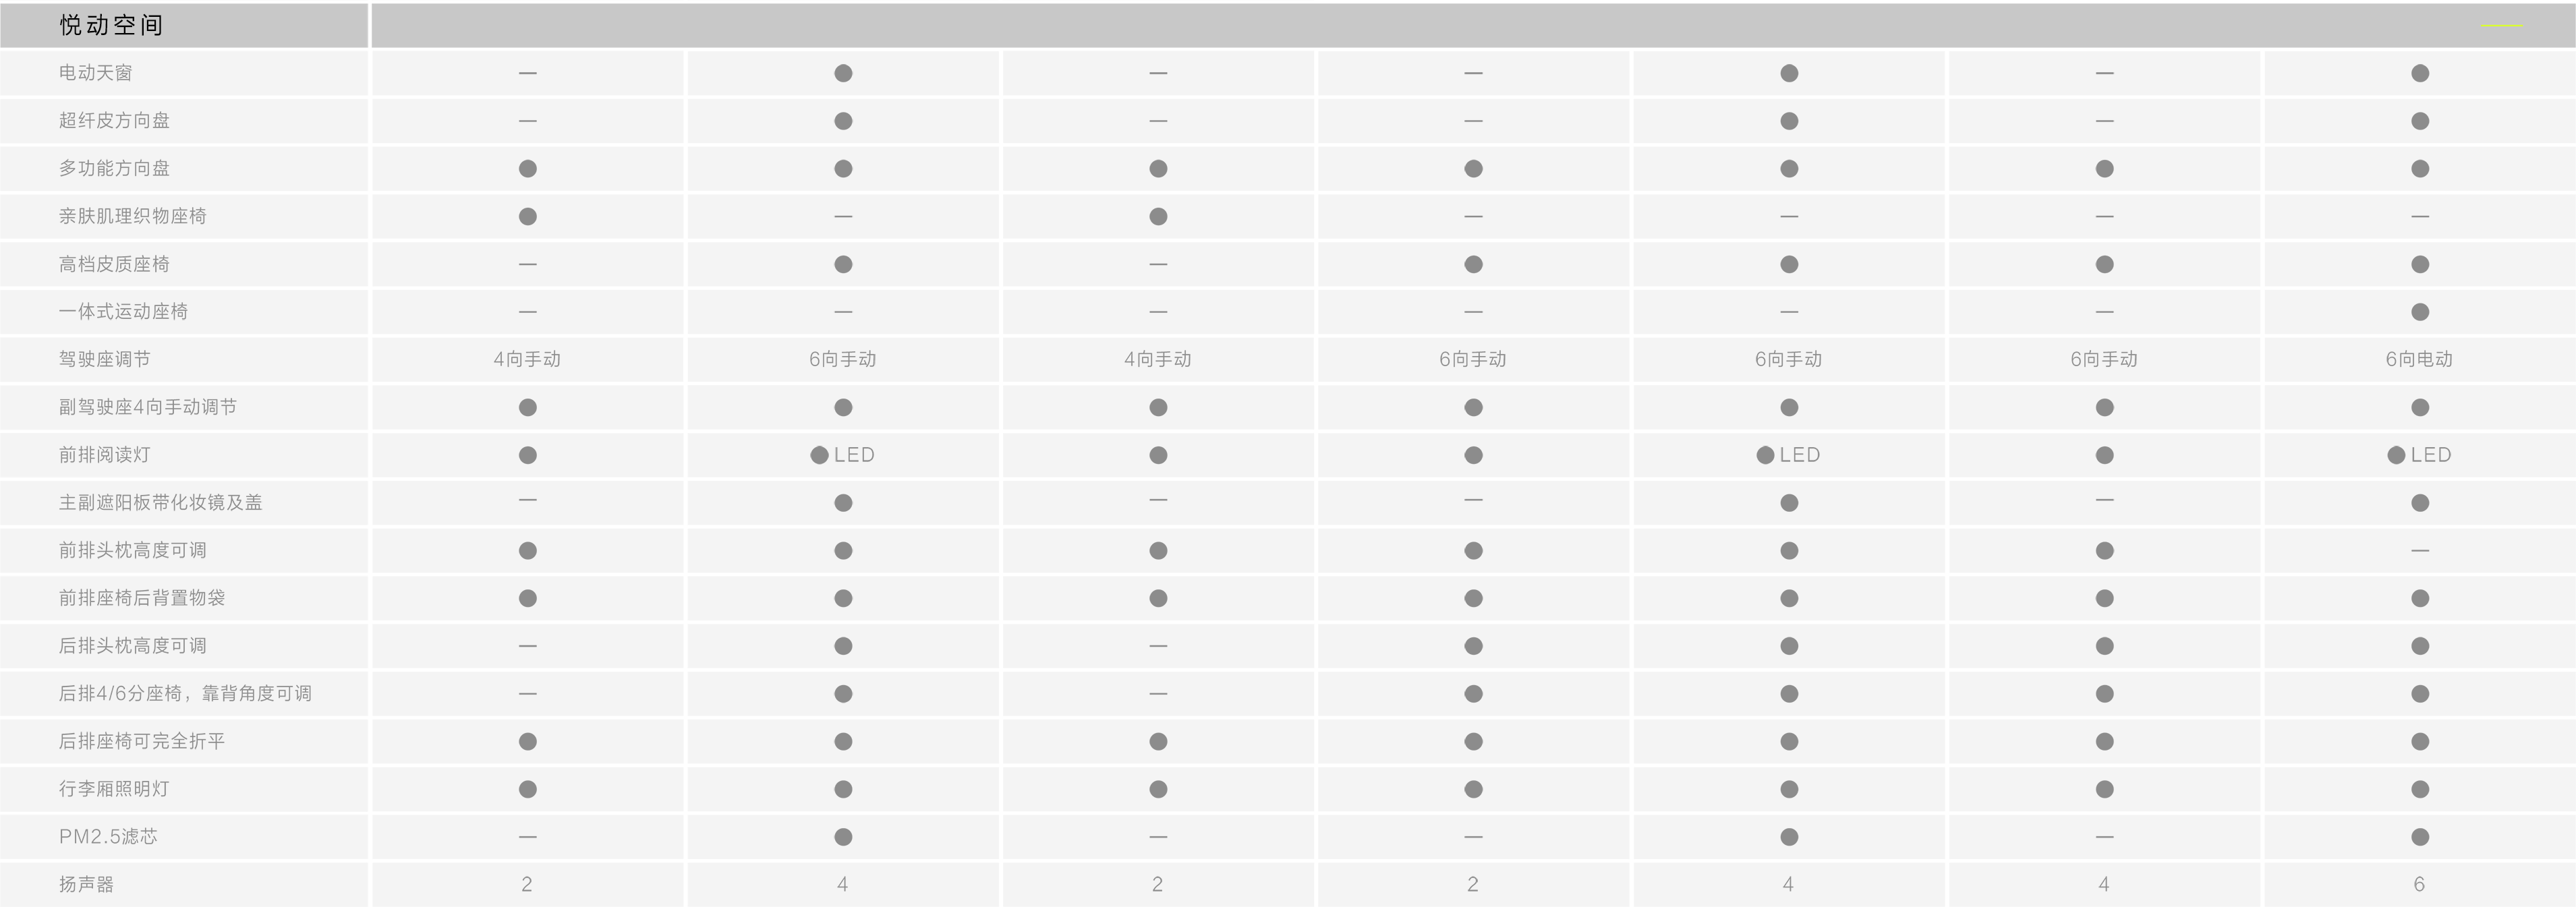 悦动空间
电动天窗 — ● — — ● — ●
超纤皮方向盘 — ● — — ● — ●
多功能方向盘 ● ● ● ● ● ● ●
亲肤肌理织物座椅 ● — ● — — — —
高档皮质座椅 — ● — ● ● ● ●
一体式运动座椅 — — — — — — ●
驾驶座调节 4向手动 6向手动 4向手动 6向手动 6向手动 6向手动 6向电动
副驾驶座4向手动调节 ● ● ● ● ● ● ●
前排阅读灯 ● ●LED ● ● ●LED ● ●LED
主副遮阳板带化妆镜及盖 — ● — — ● — ●
前排头枕高度可调 ● ● ● ● ● ● —
前排座椅后背置物袋 ● ● ● ● ● ● ●
后排头枕高度可调 — ● — ● ● ● ●
后排4/6分座椅，靠背角度可调 — ● — ● ● ● ●
后排座椅可完全折平 ● ● ● ● ● ● ●
行李厢照明灯 ● ● ● ● ● ● ●
PM2.5滤芯 — ● — — ● — ●
扬声器 2 4 2 2 4 4 6